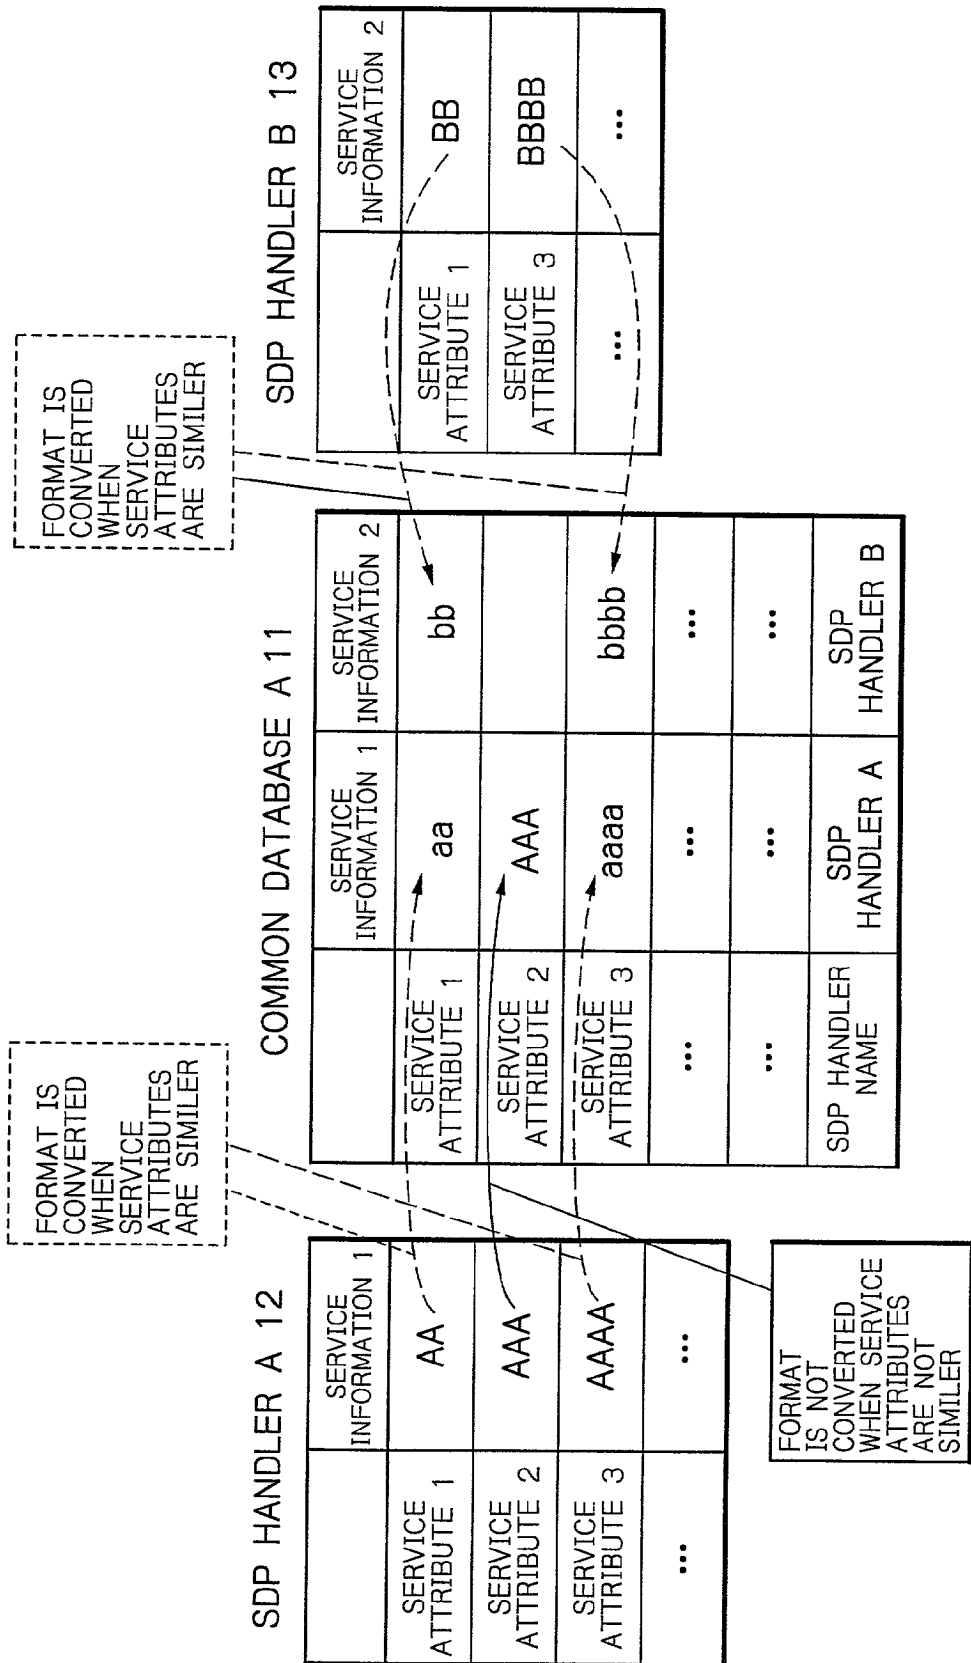 SDP HANDLER A 12
SERVICE
INFORMATION 1
SERVICE
ATTRIBUTE 1
AA
SERVICE
ATTRIBUTE 2
AAA
SERVICE
ATTRIBUTE 3
AAAA
...
...
FORMAT IS
CONVERTED
WHEN
SERVICE
ATTRIBUTES
ARE SIMILER
FORMAT
IS NOT
CONVERTED
WHEN SERVICE
ATTRIBUTES
ARE NOT
SIMILER
COMMON DATABASE A 11
SERVICE
INFORMATION 1
SERVICE
INFORMATION 2
SERVICE
ATTRIBUTE 1
aa
bb
SERVICE
ATTRIBUTE 2
AAA
SERVICE
ATTRIBUTE 3
aaaa
bbbb
...
...
...
...
...
...
SDP HANDLER
NAME
SDP
HANDLER A
SDP
HANDLER B
FORMAT IS
CONVERTED
WHEN
SERVICE
ATTRIBUTES
ARE SIMILER
SDP HANDLER B 13
SERVICE
INFORMATION 2
SERVICE
ATTRIBUTE 1
BB
SERVICE
ATTRIBUTE 3
BBBB
...
...